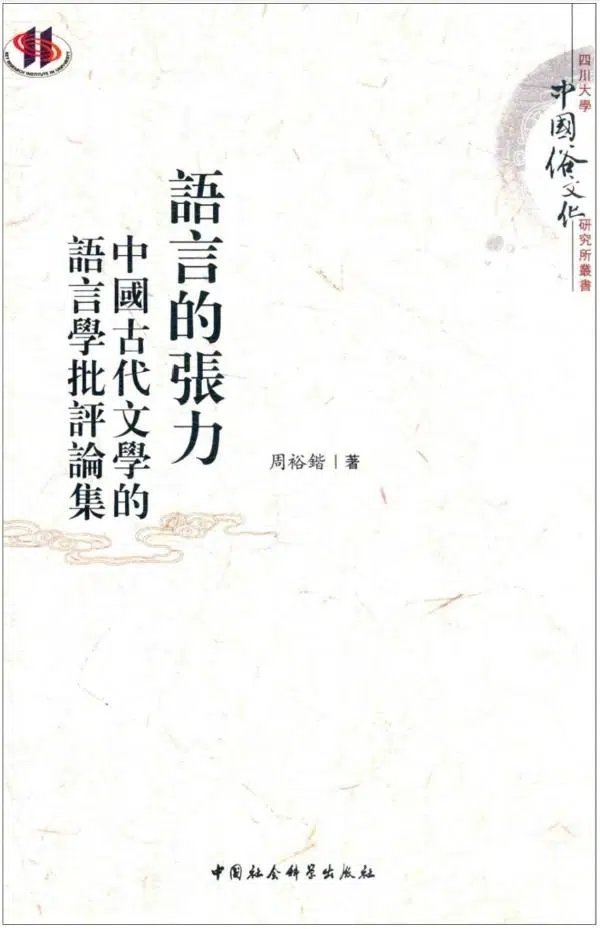 四川大學
中国俗文化
研究所叢書
語言的張力
中國古代文學的
語言學批評論集
周裕鍇|著
中国社会科学出版社